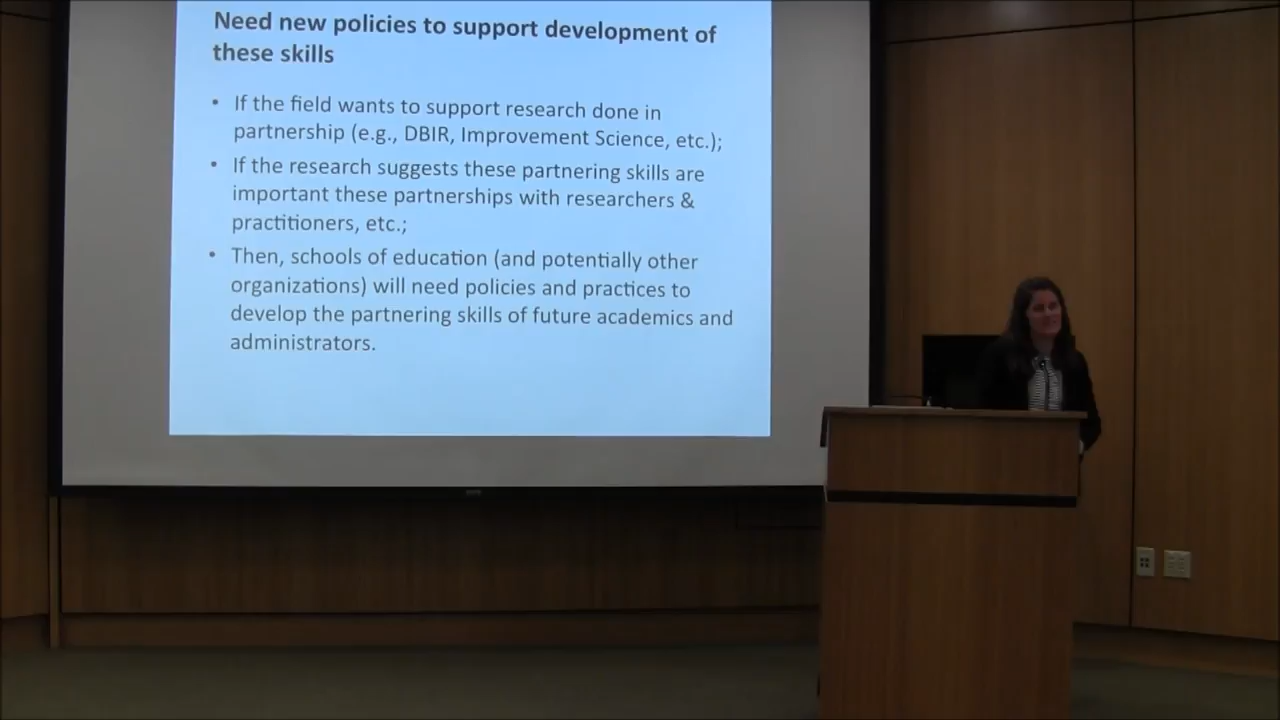 Need new policies to support development of
these skills
• If the field wants to support research done in
partnership (e.g., DBIR, Improvement Science, etc.);
• If the research suggests these partnering skills are
important these partnerships with researchers &
practitioners, etc.;
• Then, schools of education (and potentially other
organizations) will need policies and practices to
develop the partnering skills of future academics and
administrators.